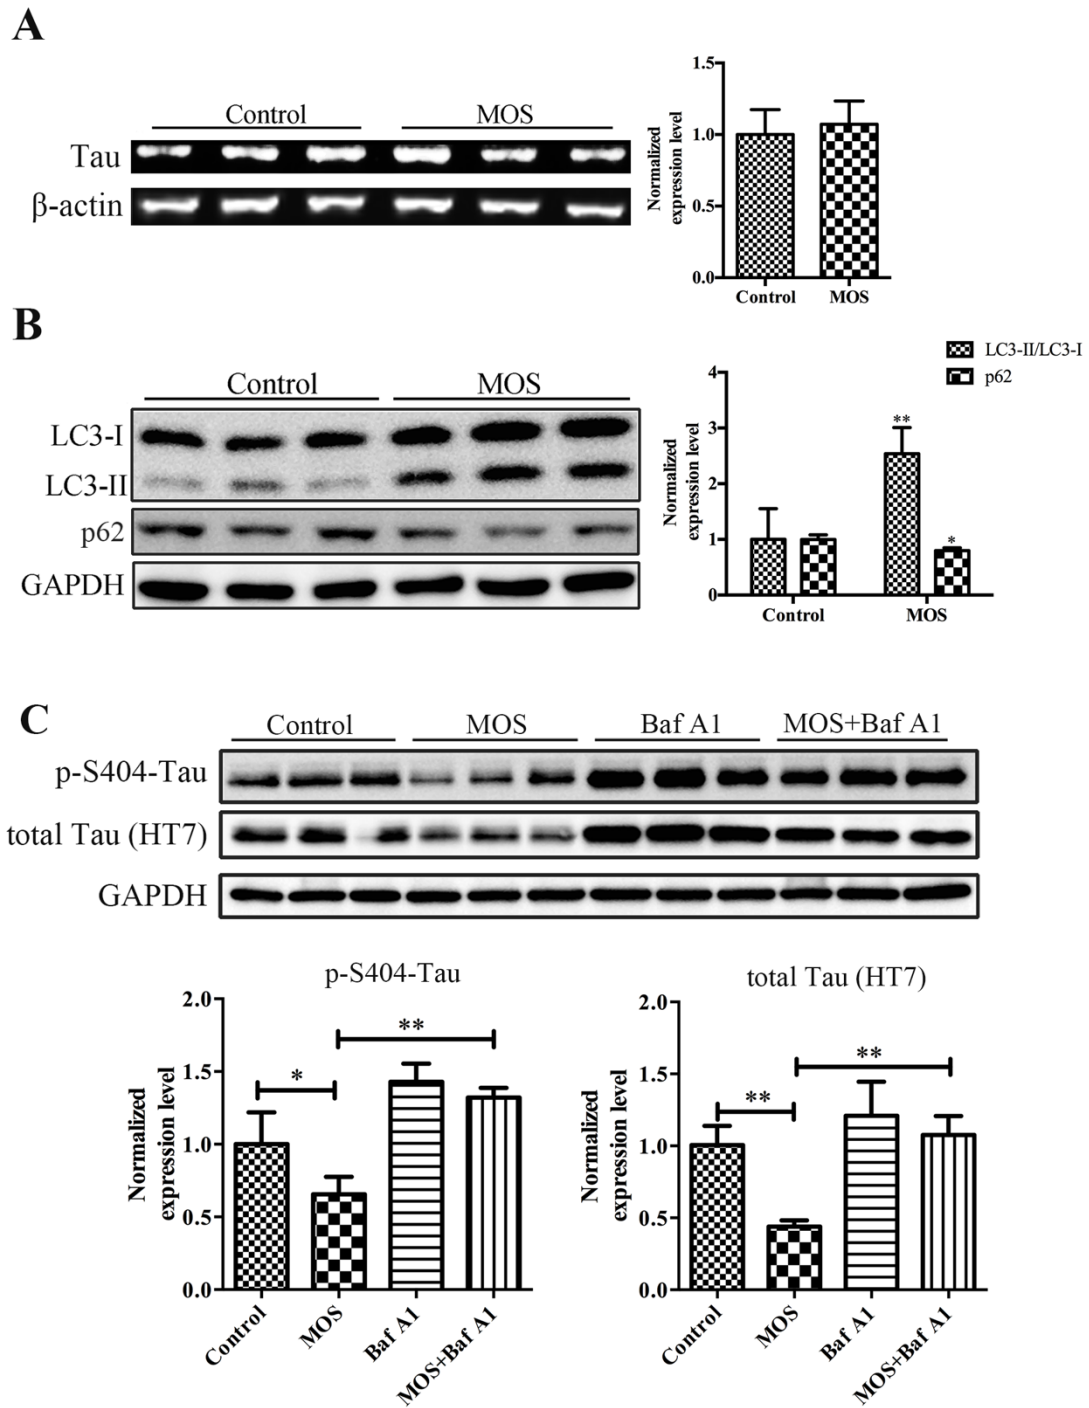 A
Control MOS
Tau
β-actin
Normalized
expression level
1.5
1.0
0.5
0.0
Control MOS
B
Control MOS
LC3-I
LC3-II
p62
GAPDH
LC3-II/LC3-I
p62
Normalized
expression level
4
3
2
1
0
**
*
Control MOS
C
Control MOS Baf A1 MOS+Baf A1
p-S404-Tau
total Tau (HT7)
GAPDH
p-S404-Tau
Normalized
expression level
2.0
1.5
1.0
0.5
0.0
**
*
Control MOS Baf A1 MOS+Baf A1
total Tau (HT7)
Normalized
expression level
2.0
1.5
1.0
0.5
0.0
**
**
Control MOS Baf A1 MOS+Baf A1